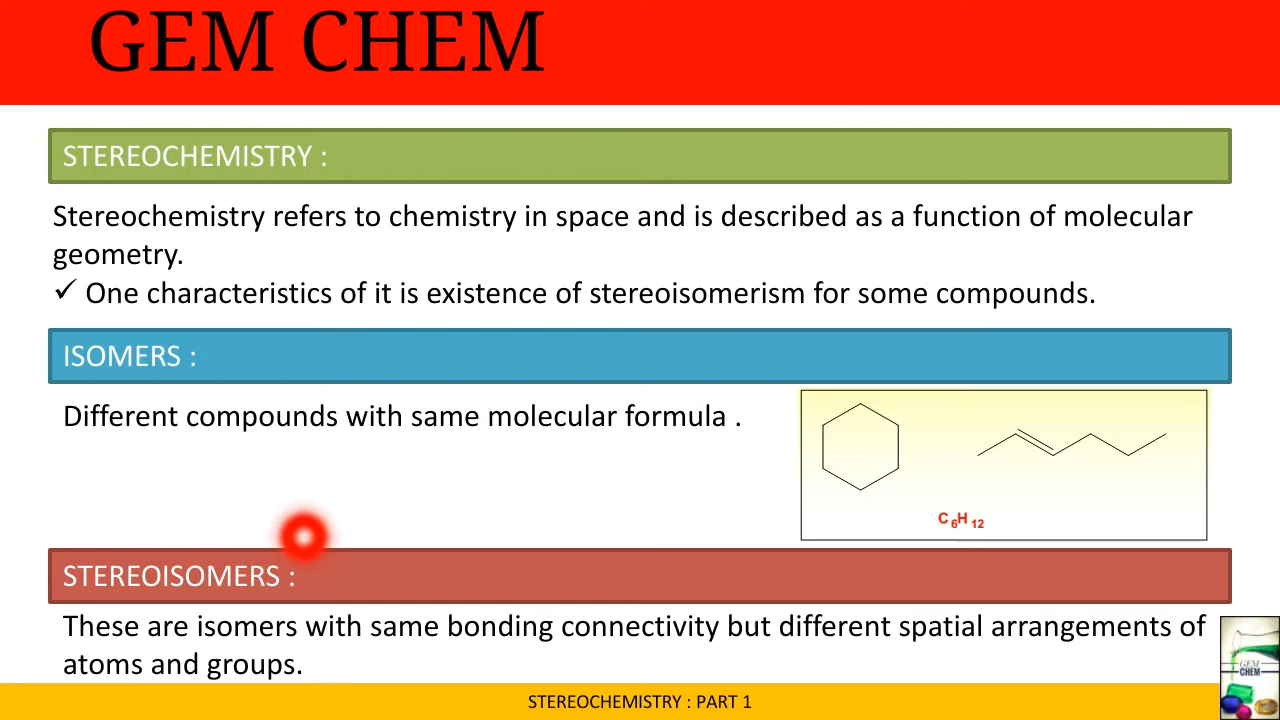 GEM CHEM
STEREOCHEMISTRY :
Stereochemistry refers to chemistry in space and is described as a function of molecular
geometry.
✓ One characteristics of it is existence of stereoisomerism for some compounds.
ISOMERS :
Different compounds with same molecular formula .
C6H12
STEREOISOMERS :
These are isomers with same bonding connectivity but different spatial arrangements of
atoms and groups.
GEM
CHEM
STEREOCHEMISTRY : PART 1